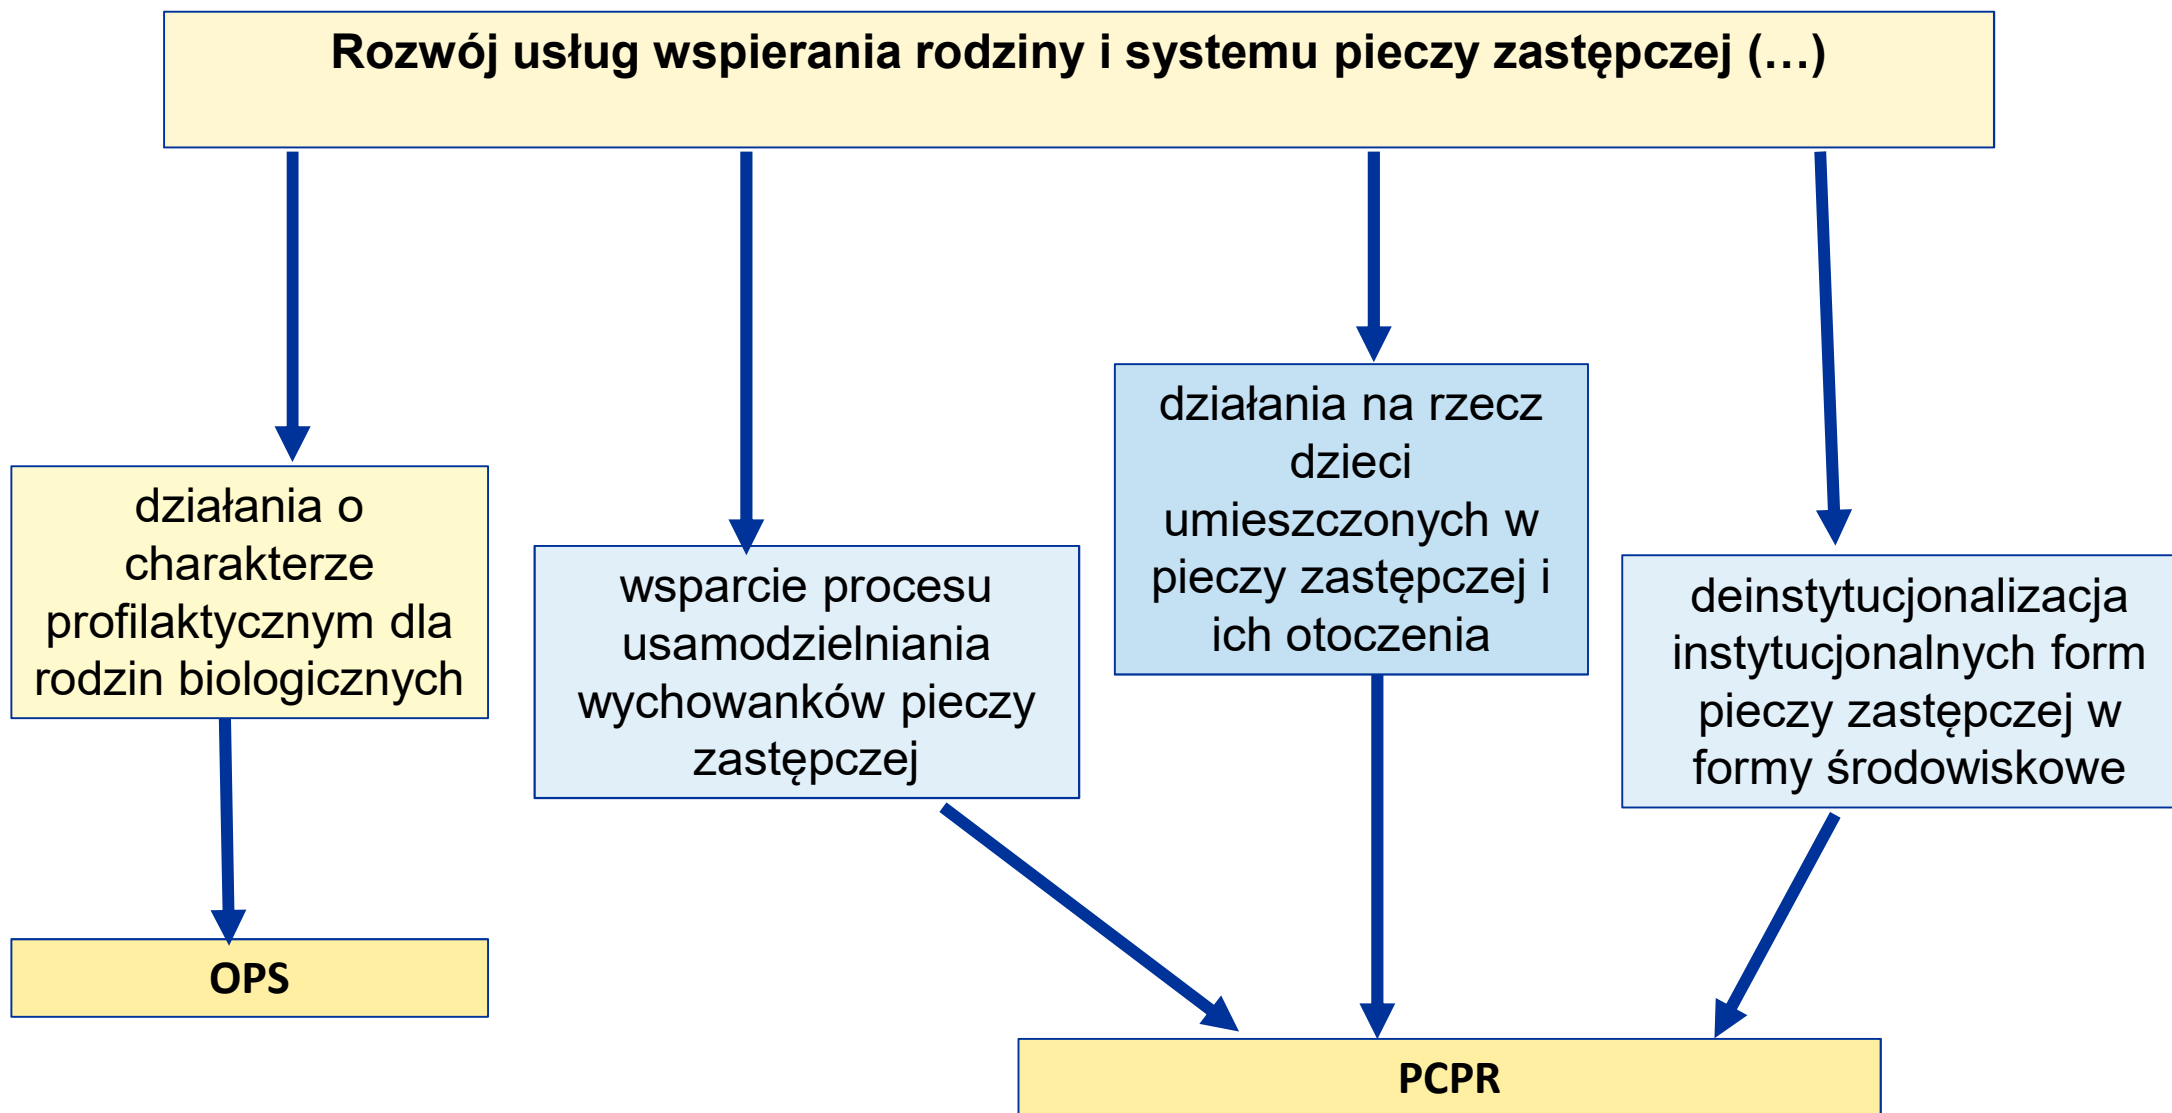 Rozwój usług wspierania rodziny i systemu pieczy zastępczej (…)
działania o
charakterze
profilaktycznym dla
rodzin biologicznych
wsparcie procesu
usamodzielniania
wychowanków pieczy
zastępczej
działania na rzecz
dzieci
umieszczonych w
pieczy zastępczej i
ich otoczenia
deinstytucjonalizacja
instytucjonalnych form
pieczy zastępczej w
formy środowiskowe
OPS
PCPR